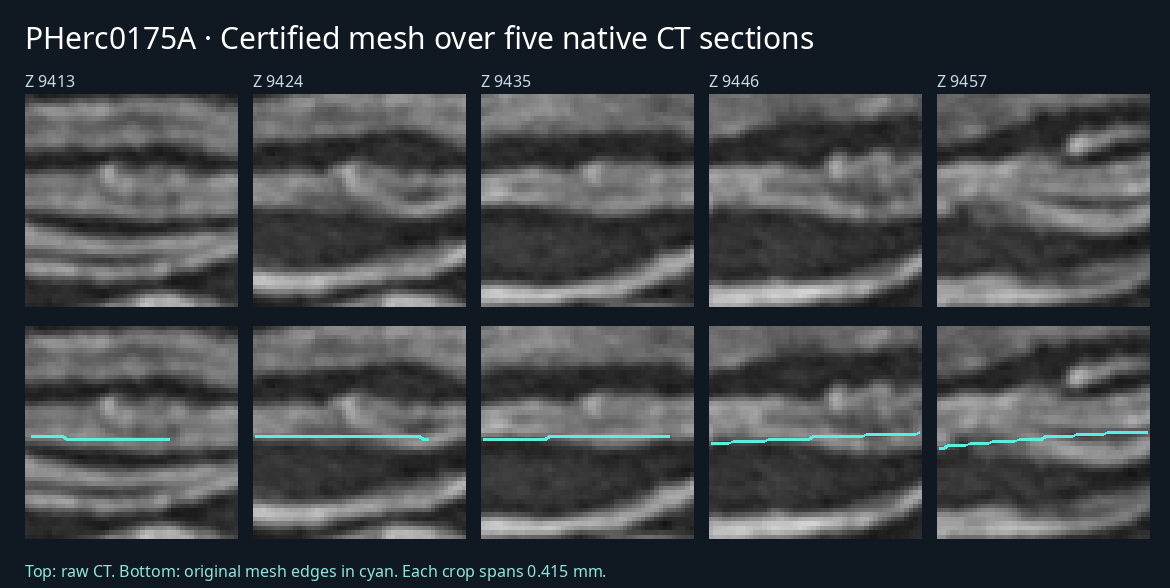 PHerc0175A · Certified mesh over five native CT sections
Z 9413 Z 9424 Z 9435 Z 9446 Z 9457
Top: raw CT. Bottom: original mesh edges in cyan. Each crop spans 0.415 mm.